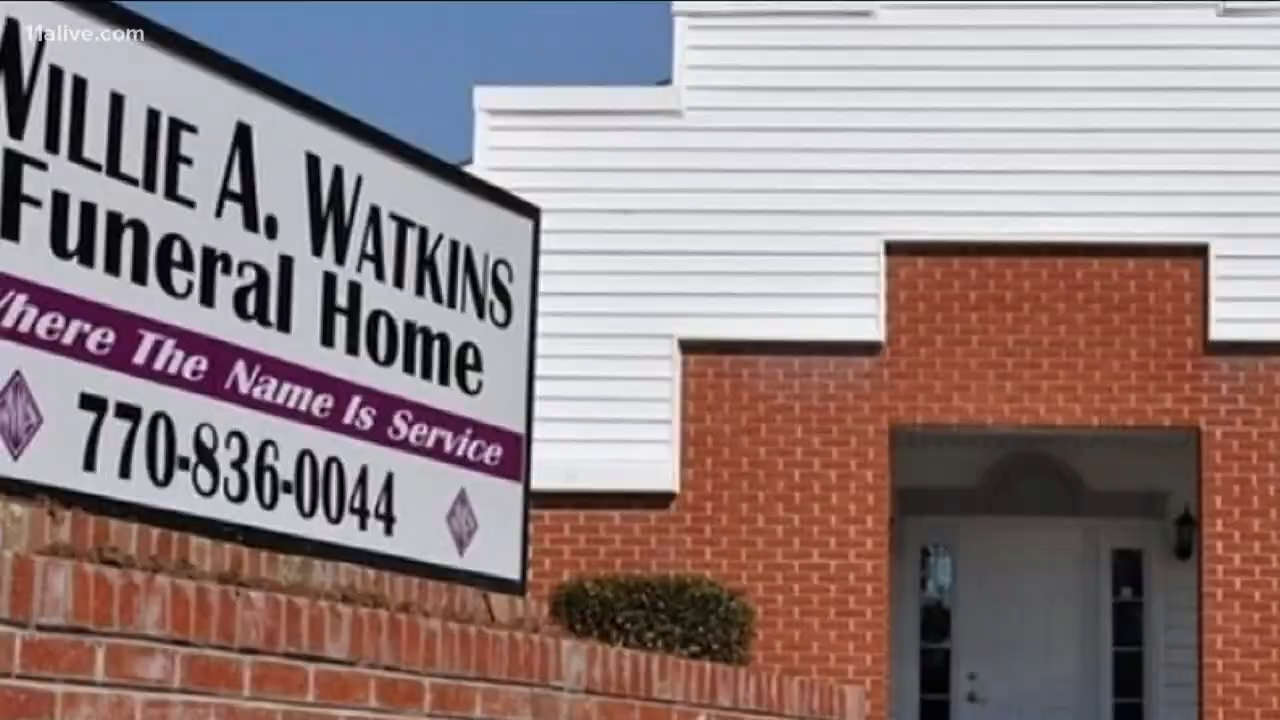 11alive.com
WILLIE A. WATKINS
Funeral Home
Where The Name Is Service
770-836-0044